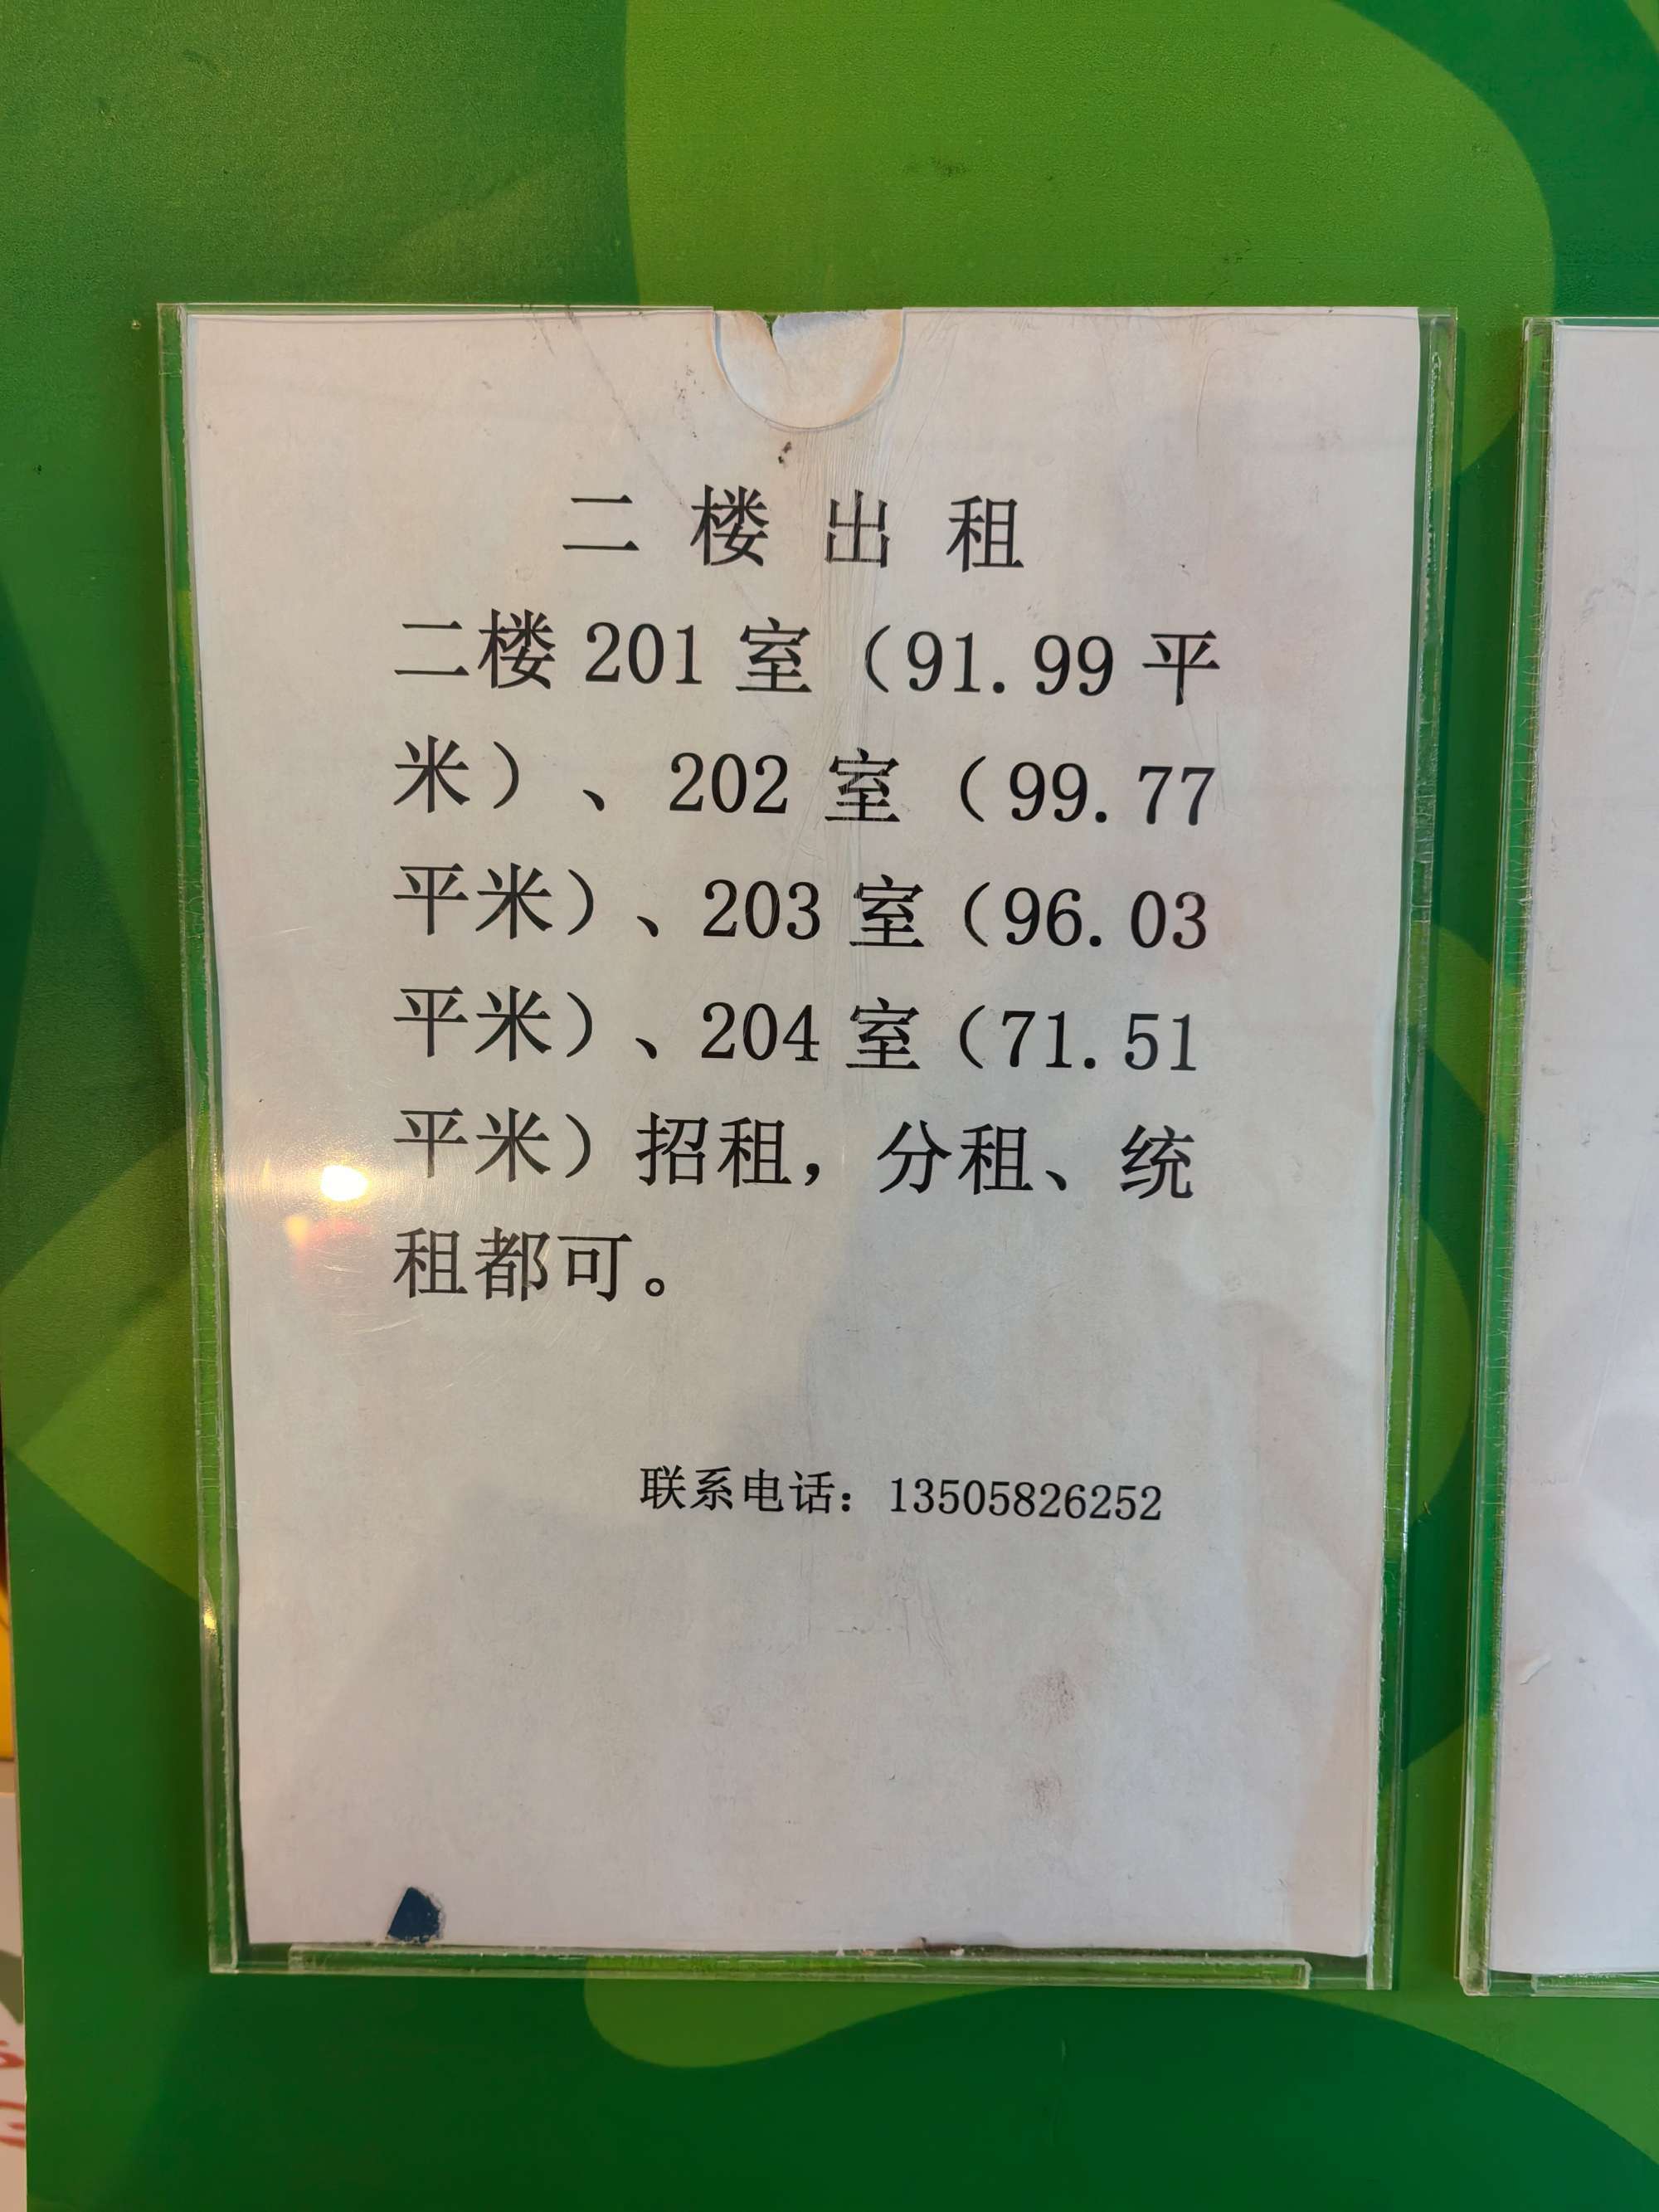 二楼出租
二楼 201 室（91.99 平
米）、202 室（99.77
平米）、203 室（96.03
平米）、204 室（71.51
平米）招租，分租、统
租都可。
联系电话：13505826252